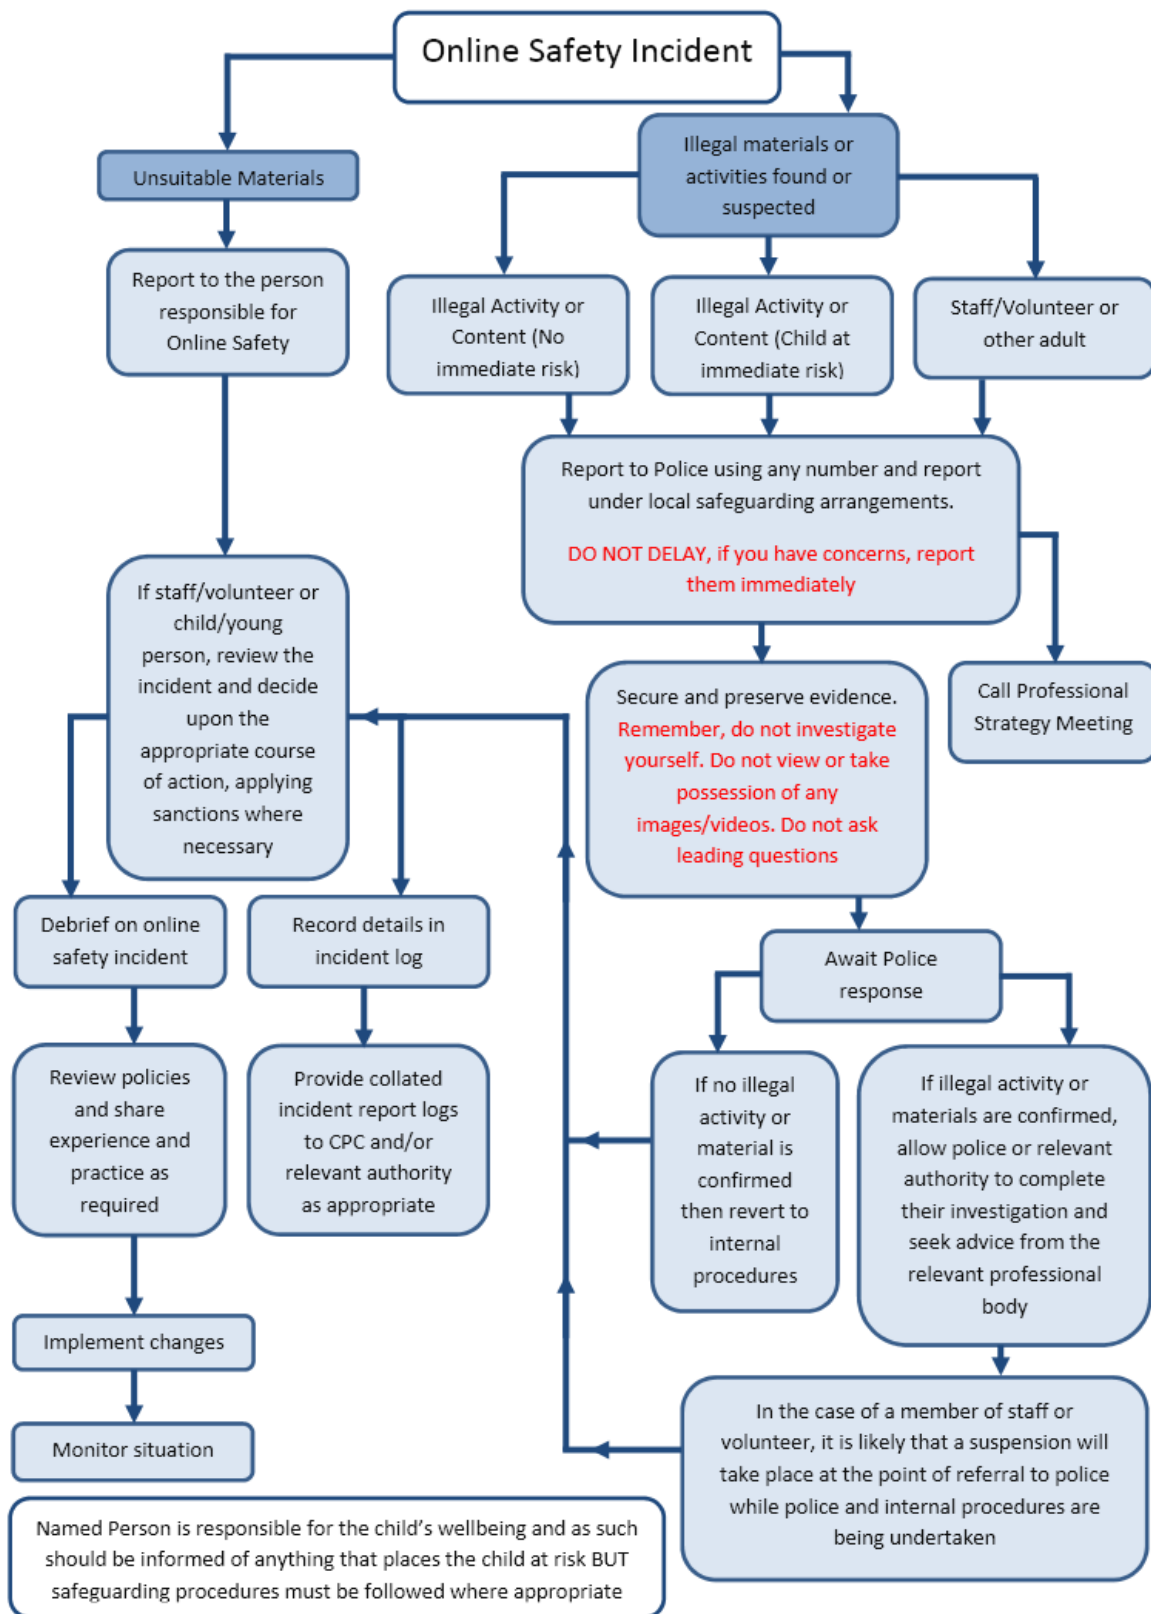 Online Safety Incident
Unsuitable Materials
Illegal materials or
activities found or
suspected
Report to the person
responsible for
Online Safety
Illegal Activity or
Content (No
immediate risk)
Illegal Activity or
Content (Child at
immediate risk)
Staff/Volunteer or
other adult
Report to Police using any number and report
under local safeguarding arrangements.
DO NOT DELAY, if you have concerns, report
them immediately
If staff/volunteer or
child/young
person, review the
incident and decide
upon the
appropriate course
of action, applying
sanctions where
necessary
Secure and preserve evidence.
Remember, do not investigate
yourself. Do not view or take
possession of any
images/videos. Do not ask
leading questions
Call Professional
Strategy Meeting
Debrief on online
safety incident
Record details in
incident log
Await Police
response
Review policies
and share
experience and
practice as
required
Provide collated
incident report logs
to CPC and/or
relevant authority
as appropriate
If no illegal
activity or
material is
confirmed
then revert to
internal
procedures
If illegal activity or
materials are confirmed,
allow police or relevant
authority to complete
their investigation and
seek advice from the
relevant professional
body
Implement changes
Monitor situation
In the case of a member of staff or
volunteer, it is likely that a suspension will
take place at the point of referral to police
while police and internal procedures are
being undertaken
Named Person is responsible for the child's wellbeing and as such
should be informed of anything that places the child at risk BUT
safeguarding procedures must be followed where appropriate